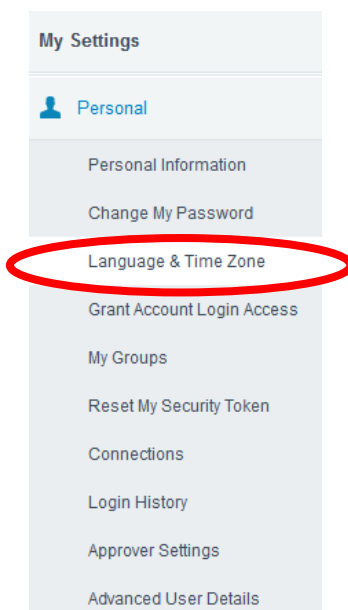 My Settings
Personal
Personal Information
Change My Password
Language & Time Zone
Grant Account Login Access
My Groups
Reset My Security Token
Connections
Login History
Approver Settings
Advanced User Details